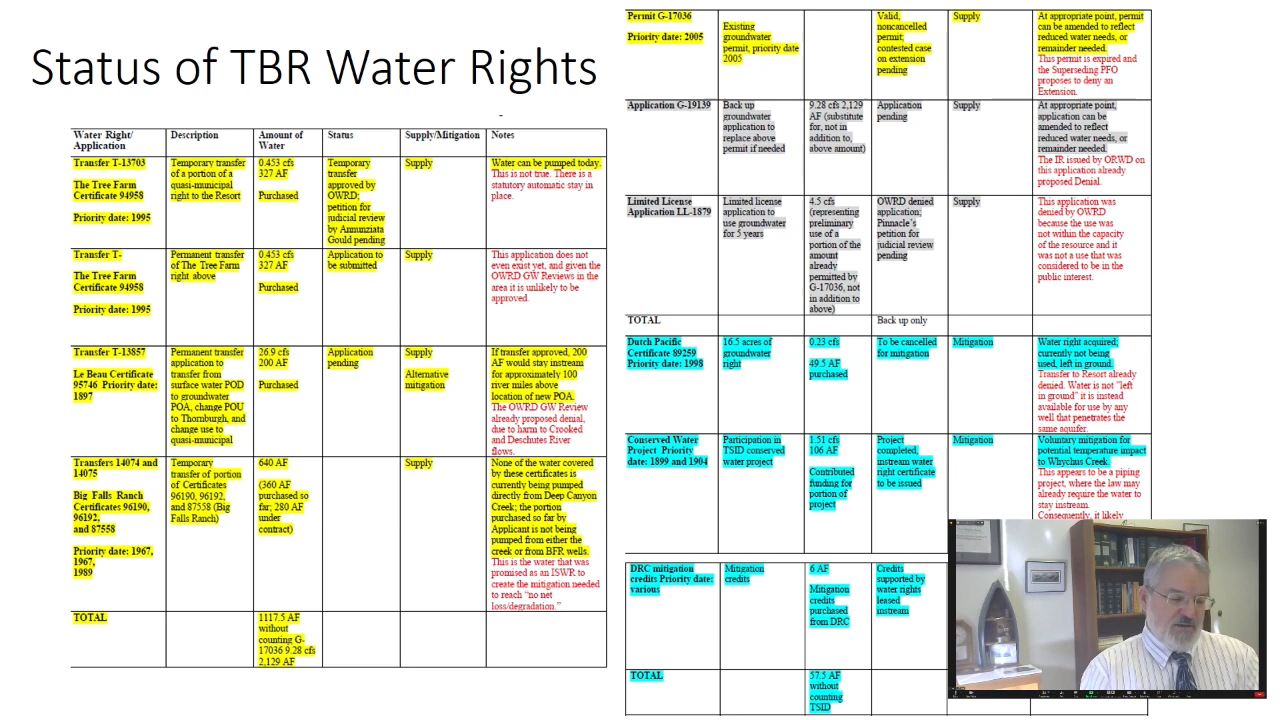 Status of TBR Water Rights
Water Right/ Description Amount of Status Supply/Mitigation Notes
Application Water
Transfer T-13703
The Tree Farm
Certificate 94958
Priority date: 1995
Temporary transfer
of a portion of a
quasi-municipal
right to the Resort
0.453 cfs
327 AF
Purchased
Temporary
transfer
approved by
OWRD;
petition for
judicial review
by Annunziata
Gould pending
Supply
Water can be pumped today.
This is not true. There is a
statutory automatic stay in
place.
Transfer T-
The Tree Farm
Certificate 94958
Priority date: 1995
Permanent transfer
of The Tree Farm
right above
0.453 cfs
327 AF
Purchased
Application to
be submitted
Supply
This application does not
even exist yet, and given the
OWRD GW Reviews in the
area it is unlikely to be
approved.
Transfer T-13857
Le Beau Certificate
95746 Priority date:
1897
Permanent transfer
application to
transfer from
surface water POD
to groundwater
POA, change POU
to Thornburgh, and
change use to
quasi-municipal
26.9 cfs
200 AF
Purchased
Application
pending
Supply
Alternative
mitigation
If transfer approved, 200
AF would stay instream
for approximately 100
river miles above
location of new POA.
The OWRD GW Review
already proposed denial,
due to harm to Crooked
and Deschutes River
flows.
Transfers 14074 and
14075
Big Falls Ranch
Certificates 96190,
96192,
and 87558
Priority date: 1967,
1967,
1989
Temporary
transfer of portion
of Certificates
96190, 96192,
and 87558 (Big
Falls Ranch)
640 AF
(360 AF
purchased so
far; 280 AF
under
contract)
Supply
None of the water covered
by these certificates is
currently being pumped
directly from Deep Canyon
Creek; the portion
purchased so far by
Applicant is not being
pumped from either the
creek or from BFR wells.
This is the water that was
promised as an ISWR to
create the mitigation needed
to reach “no net
loss/degradation.”
TOTAL
1117.5 AF
without
counting G-
17036 9.28 cfs
2,129 AF
Permit G-17036
Priority date: 2005
Existing
groundwater
permit, priority date
2005
Valid,
noncancelled
permit;
contested case
on extension
pending
Supply
At appropriate point, permit
can be amended to reflect
reduced water needs, or
remainder needed.
This permit is expired and
the Superseding PFO
proposes to deny an
Extension.
Application G-19139
Back up
groundwater
application to
replace above
permit if needed
9.28 cfs 2,129
AF (substitute
for, not in
addition to,
above amount)
Application
pending
Supply
At appropriate point,
application can be
amended to reflect
reduced water needs, or
remainder needed.
The IR issued by ORWD on
this application already
proposed Denial.
Limited License
Application LL-1879
Limited license
application to
use groundwater
for 5 years
4.5 cfs
(representing
preliminary
use of a
portion of the
amount
already
permitted by
G-17036, not
in addition to
above)
OWRD denied
application;
Pinnacle's
petition for
judicial review
pending
Supply
This application was
denied by OWRD
because the use was
not within the capacity
of the resource and it
was not a use that was
considered to be in the
public interest.
TOTAL
Back up only
Dutch Pacific
Certificate 89259
Priority date: 1998
16.5 acres of
groundwater
right
0.23 cfs
49.5 AF
purchased
To be cancelled
for mitigation
Mitigation
Water right acquired;
currently not being
used, left in ground.
Transfer to Resort already
denied. Water is not "left
in ground" it is instead
available for use by any
well that penetrates the
same aquifer.
Conserved Water
Project Priority
date: 1899 and 1904
Participation in
TSID conserved
water project
1.51 cfs
106 AF
Contributed
funding for
portion of
project
Project
completed,
instream water
right certificate
to be issued
Mitigation
Voluntary mitigation for
potential temperature impact
to Whychus Creek.
This appears to be a piping
project, where the law may
already require the water to
stay instream.
Consequently, it likely
DRC mitigation
credits Priority date:
various
Mitigation
credits
6 AF
Mitigation
credits
purchased
from DRC
Credits
supported by
water rights
leased
instream
TOTAL
57.5 AF
without
counting
TSID